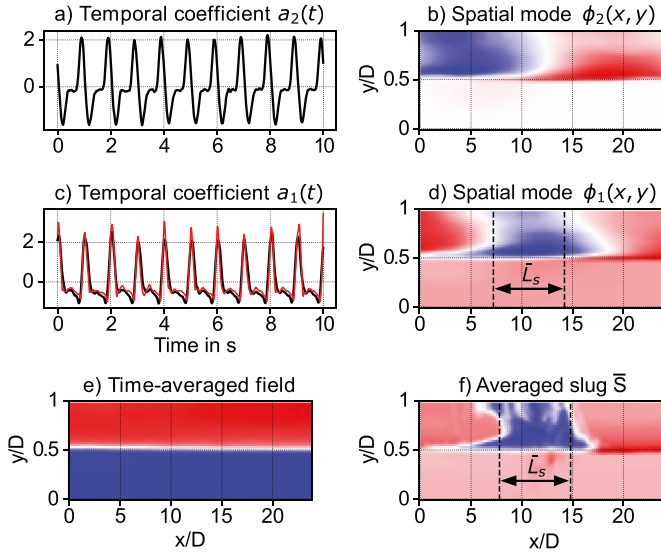 a) Temporal coefficient a₂(t)
2
0
0 2 4 6 8 10
b) Spatial mode ϕ₂(x, y)
y/D
1
0.5
0
0 5 10 15 20
c) Temporal coefficient a₁(t)
2
0
0 2 4 6 8 10
Time in s
d) Spatial mode ϕ₁(x, y)
y/D
1
0.5
0
L̄ₛ
0 5 10 15 20
e) Time-averaged field
y/D
1
0.5
0
0 5 10 15 20
x/D
f) Averaged slug S̅
y/D
1
0.5
0
L̄ₛ
0 5 10 15 20
x/D